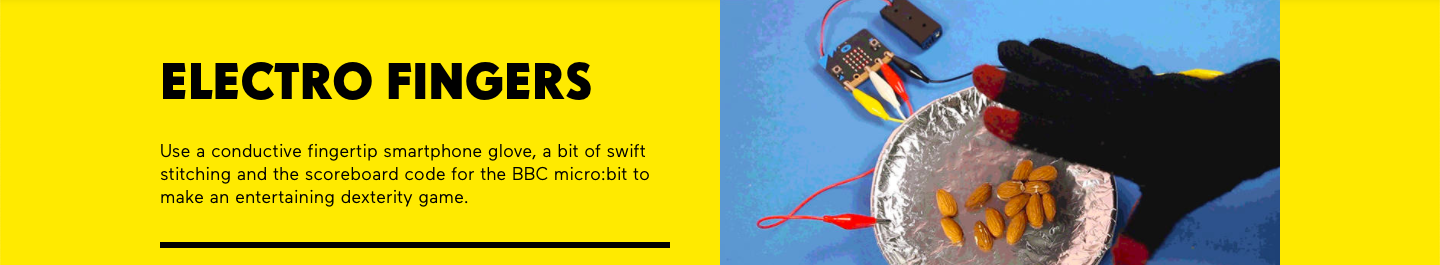 ELECTRO FINGERS
Use a conductive fingertip smartphone glove, a bit of swift
stitching and the scoreboard code for the BBC micro:bit to
make an entertaining dexterity game.